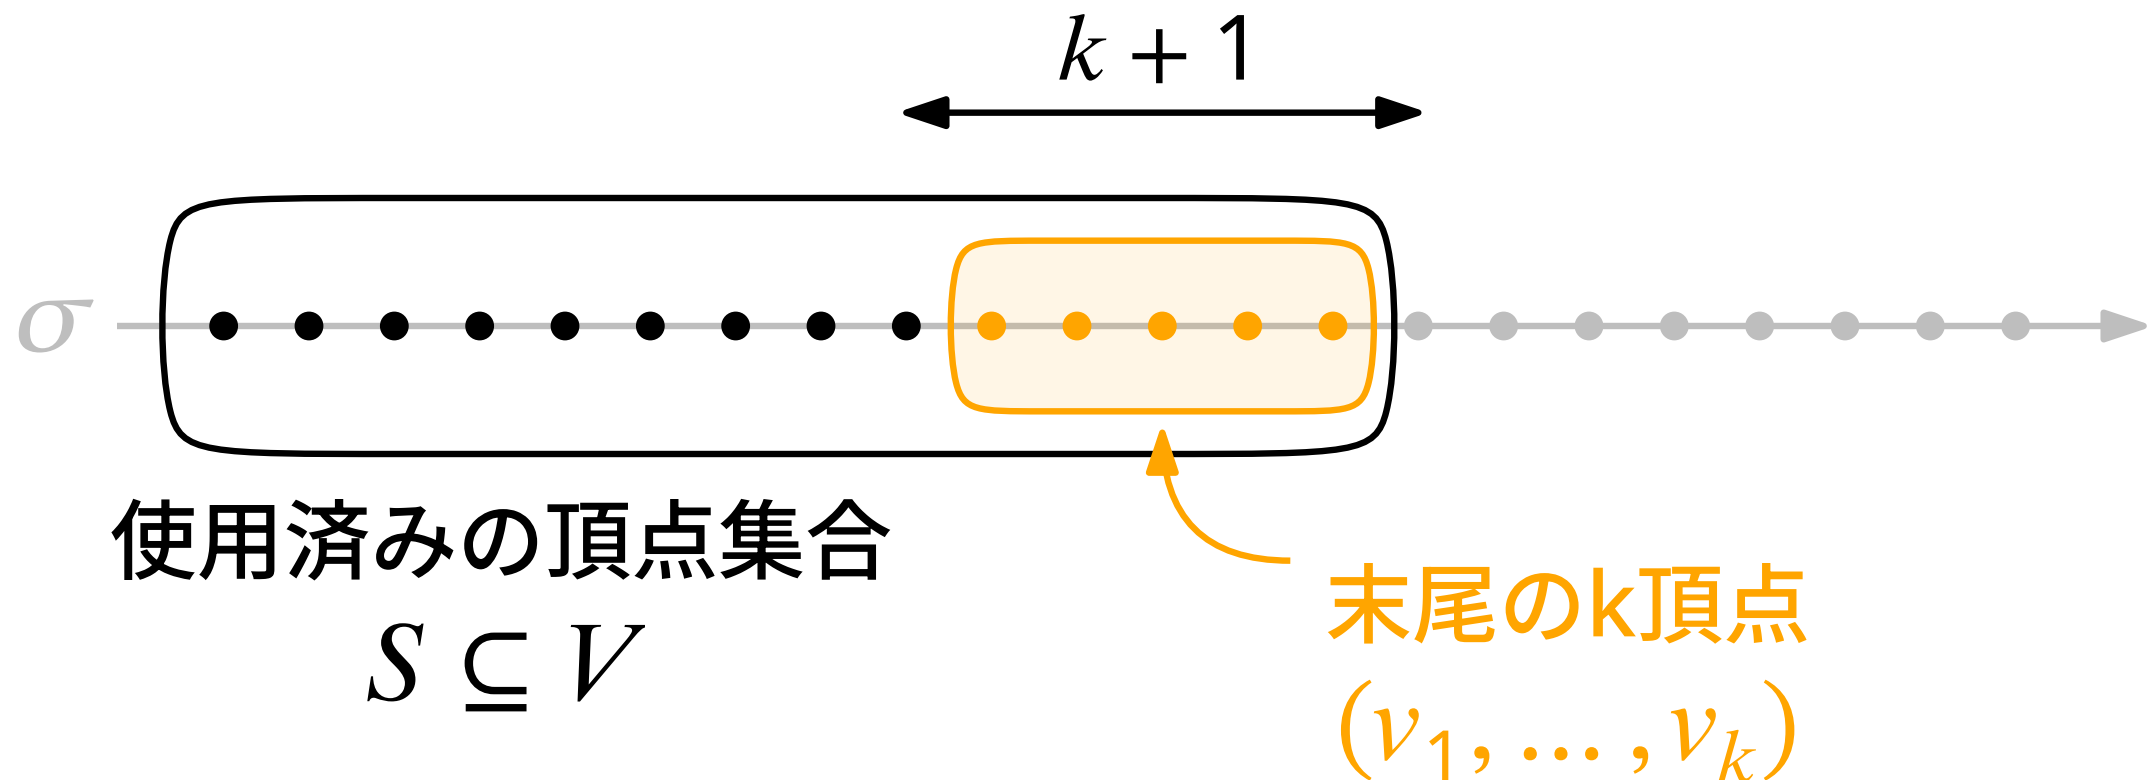 k + 1
σ
使用済みの頂点集合
S ⊆ V
末尾のk頂点
(v₁, ..., vₖ)